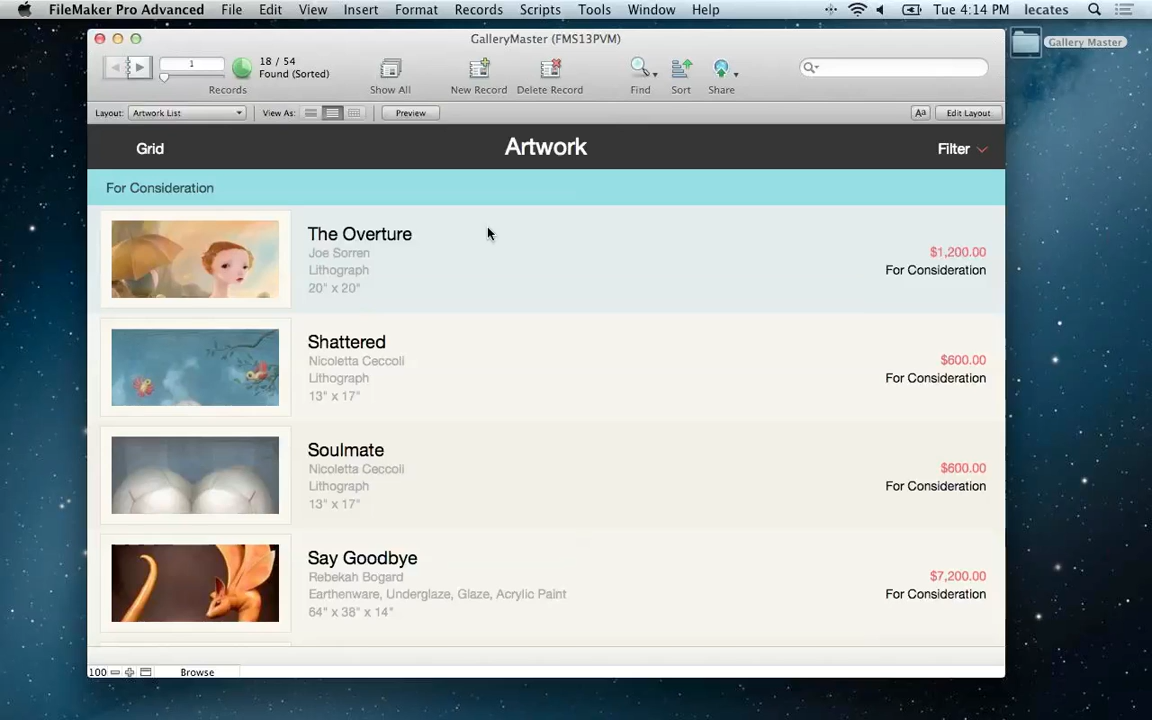 FileMaker Pro Advanced File Edit View Insert Format Records Scripts Tools Window Help Tue 4:14 PM lecates
GalleryMaster (FMS13PVM)
Gallery Master
1
18 / 54
Found (Sorted)
Records
Show All
New Record
Delete Record
Find
Sort
Share
Layout: Artwork List View As: Preview Aa Edit Layout
Grid
Artwork
Filter
For Consideration
The Overture
Joe Sorren
Lithograph
20" x 20"
$1,200.00
For Consideration
Shattered
Nicoletta Ceccoli
Lithograph
13" x 17"
$600.00
For Consideration
Soulmate
Nicoletta Ceccoli
Lithograph
13" x 17"
$600.00
For Consideration
Say Goodbye
Rebekah Bogard
Earthenware, Underglaze, Glaze, Acrylic Paint
64" x 38" x 14"
$7,200.00
For Consideration
100 Browse